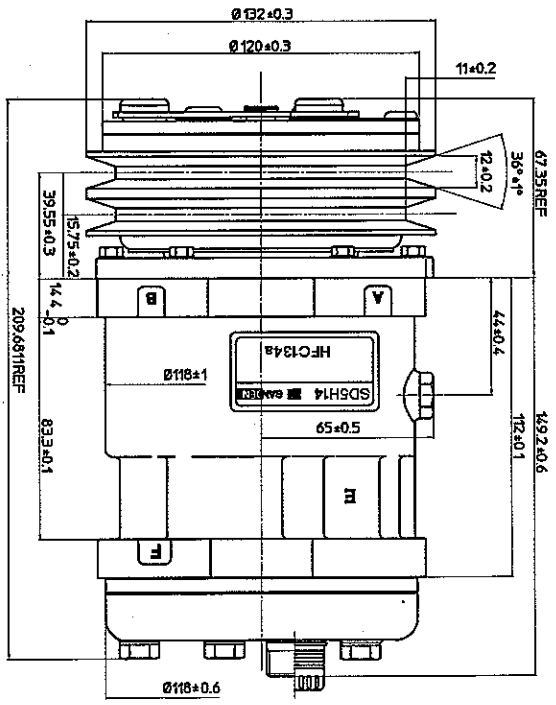 Ø132±0.3
Ø120±0.3
11±0.2
67.35REF
36°±1°
12±0.2
39.55±0.3
15.75±0.2
14.4 0 -0.1
B
A
44±0.4
209.6811REF
HFC134a
SD5H14 SANDEN
Ø118±1
149.2±0.6
112±0.1
65±0.5
83.3±0.1
E
F
Ø118±0.6